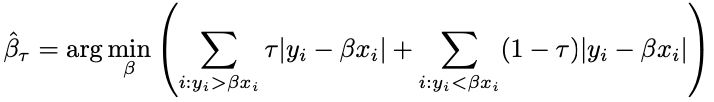 $\hat{\beta}_\tau = \arg\min_{\beta} \left( \sum_{i: y_i > \beta x_i} \tau |y_i - \beta x_i| + \sum_{i: y_i < \beta x_i} (1 - \tau) |y_i - \beta x_i| \right)$